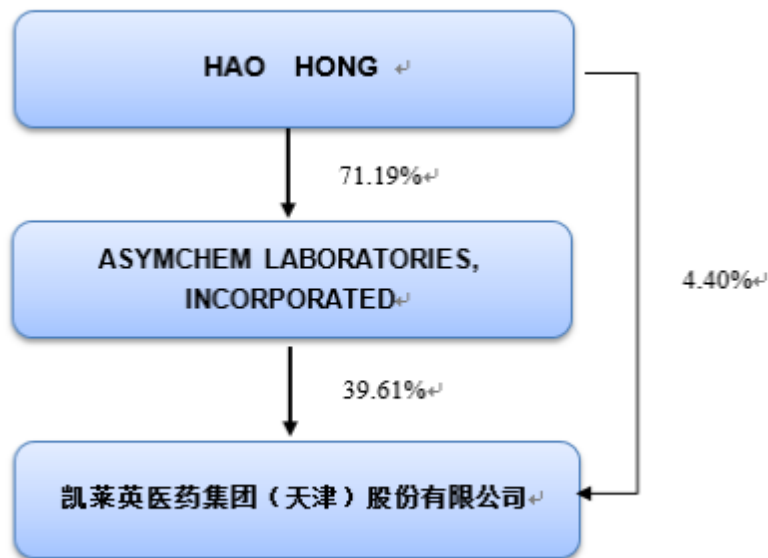 HAO HONG ↵
71.19%↵
ASYMCHEM LABORATORIES,
INCORPORATED↵
4.40%↵
39.61%↵
凯莱英医药集团（天津）股份有限公司↵